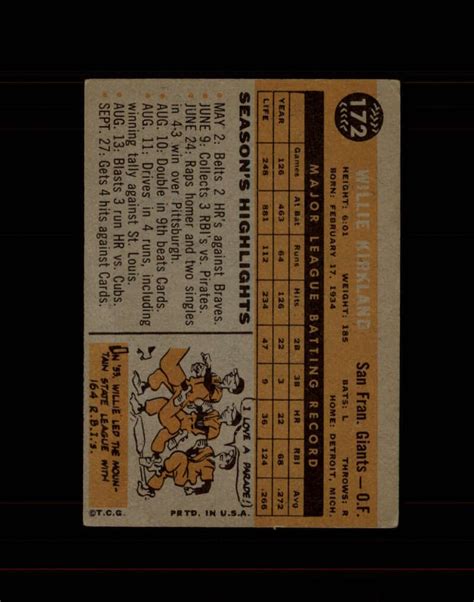 172
WILLIE KIRKLAND
San Fran. Giants—O.F.
HEIGHT: 6:01 WEIGHT: 185 BATS: L THROWS: R
BORN: FEBRUARY 17, 1934 HOME: DETROIT, MICH.
MAJOR LEAGUE BATTING RECORD
Games At Bat Runs Hits 2B 3B HR RBI Avg.
YEAR 126 463 64 126 22 3 22 68 .272
LIFE 248 881 112 234 47 9 36 124 .266
SEASON'S HIGHLIGHTS
MAY 2: Belts 2 HR's against Braves.
JUNE 9: Collects 3 RBI's vs. Pirates.
JUNE 24: Raps homer and two singles
in 4-3 win over Pittsburgh.
AUG. 10: Double in 9th beats Cards.
AUG. 11: Drives in 4 runs, including
winning tally against St. Louis.
AUG. 13: Blasts 3 run HR vs. Cubs.
SEPT. 27: Gets 4 hits against Cards.
I LOVE A PARADE!
IN '53, WILLIE LED THE MOUN-
TAIN STATE LEAGUE WITH
164 R.B.I.s.
©T.C.G. PRTD. IN U.S.A.